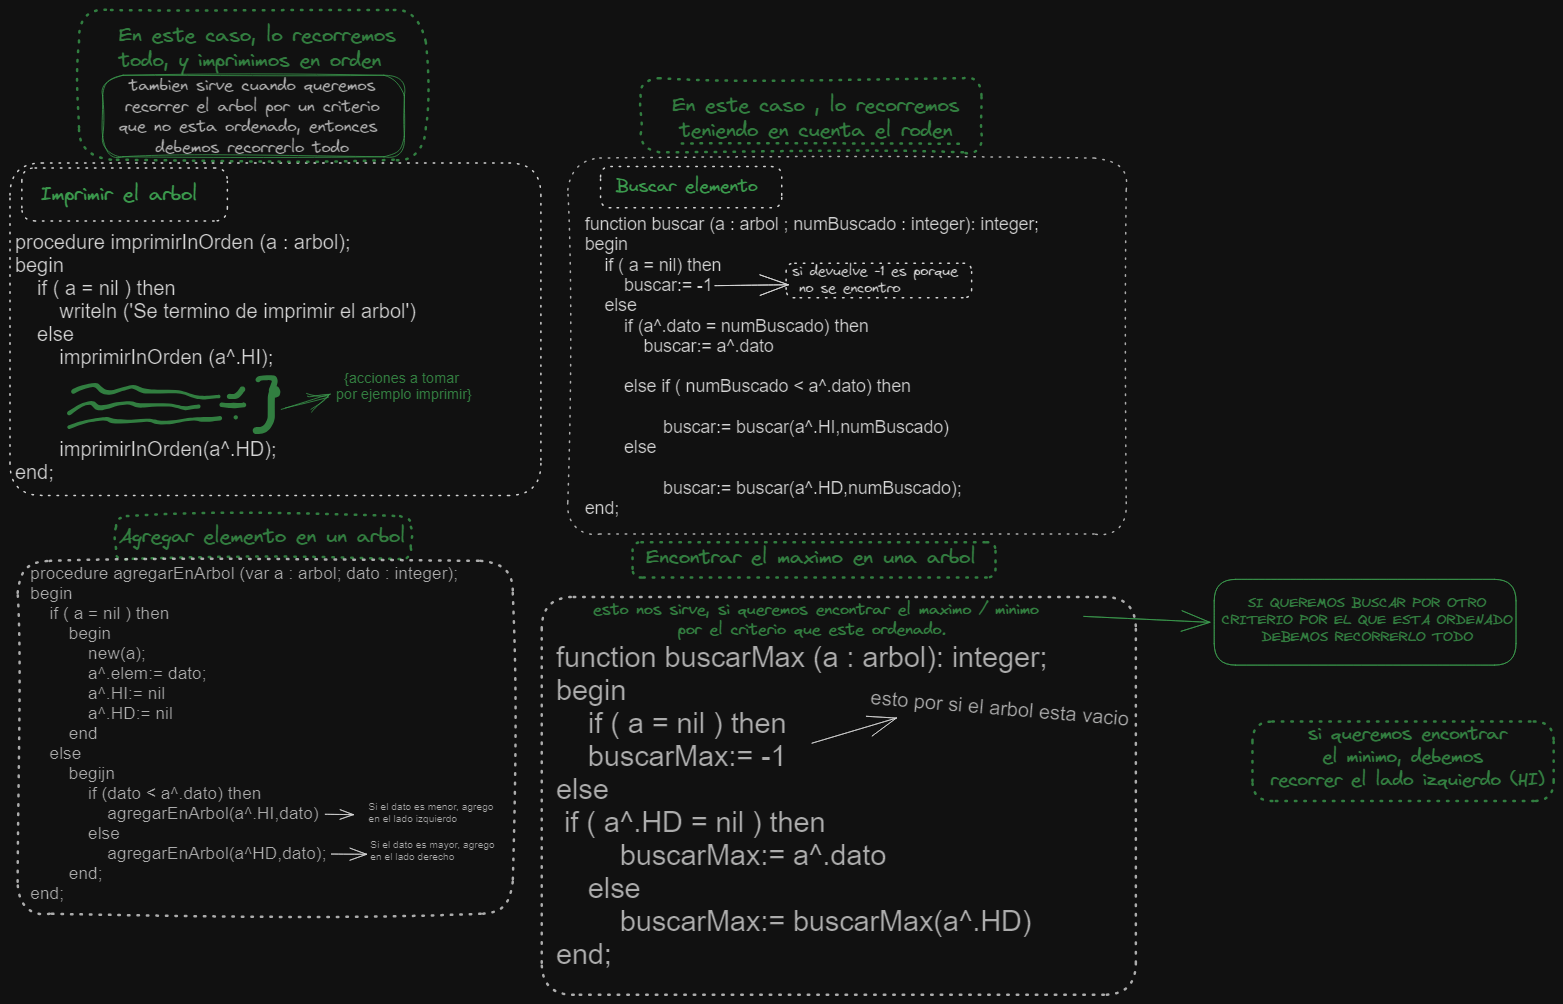 En este caso, lo recorremos
todo, y imprimimos en orden
tambien sirve cuando queremos
recorrer el arbol por un criterio
que no esta ordenado, entonces
debemos recorrerlo todo
Imprimir el arbol
procedure imprimirInOrden (a : arbol);
begin
if ( a = nil ) then
writeln ('Se termino de imprimir el arbol')
else
imprimirInOrden (a^.HI);
{acciones a tomar
por ejemplo imprimir}
imprimirInOrden(a^.HD);
end;
En este caso , lo recorremos
teniendo en cuenta el roden
Buscar elemento
function buscar (a : arbol ; numBuscado : integer): integer;
begin
if ( a = nil) then
buscar:= -1
si devuelve -1 es porque
no se encontro
else
if (a^.dato = numBuscado) then
buscar:= a^.dato
else if ( numBuscado < a^.dato) then
buscar:= buscar(a^.HI,numBuscado)
else
buscar:= buscar(a^.HD,numBuscado);
end;
Agregar elemento en un arbol
procedure agregarEnArbol (var a : arbol; dato : integer);
begin
if ( a = nil ) then
begin
new(a);
a^.elem:= dato;
a^.HI:= nil
a^.HD:= nil
end
else
begijn
if (dato < a^.dato) then
agregarEnArbol(a^.HI,dato)
Si el dato es menor, agrego
en el lado izquierdo
else
agregarEnArbol(a^HD,dato);
Si el dato es mayor, agrego
en el lado derecho
end;
end;
Encontrar el maximo en una arbol
esto nos sirve, si queremos encontrar el maximo / minimo
por el criterio que este ordenado.
function buscarMax (a : arbol): integer;
begin
if ( a = nil ) then
buscarMax:= -1
esto por si el arbol esta vacio
else
if ( a^.HD = nil ) then
buscarMax:= a^.dato
else
buscarMax:= buscarMax(a^.HD)
end;
SI QUEREMOS BUSCAR POR OTRO
CRITERIO POR EL QUE ESTA ORDENADO
DEBEMOS RECORRERLO TODO
si queremos encontrar
el minimo, debemos
recorrer el lado izquierdo (HI)